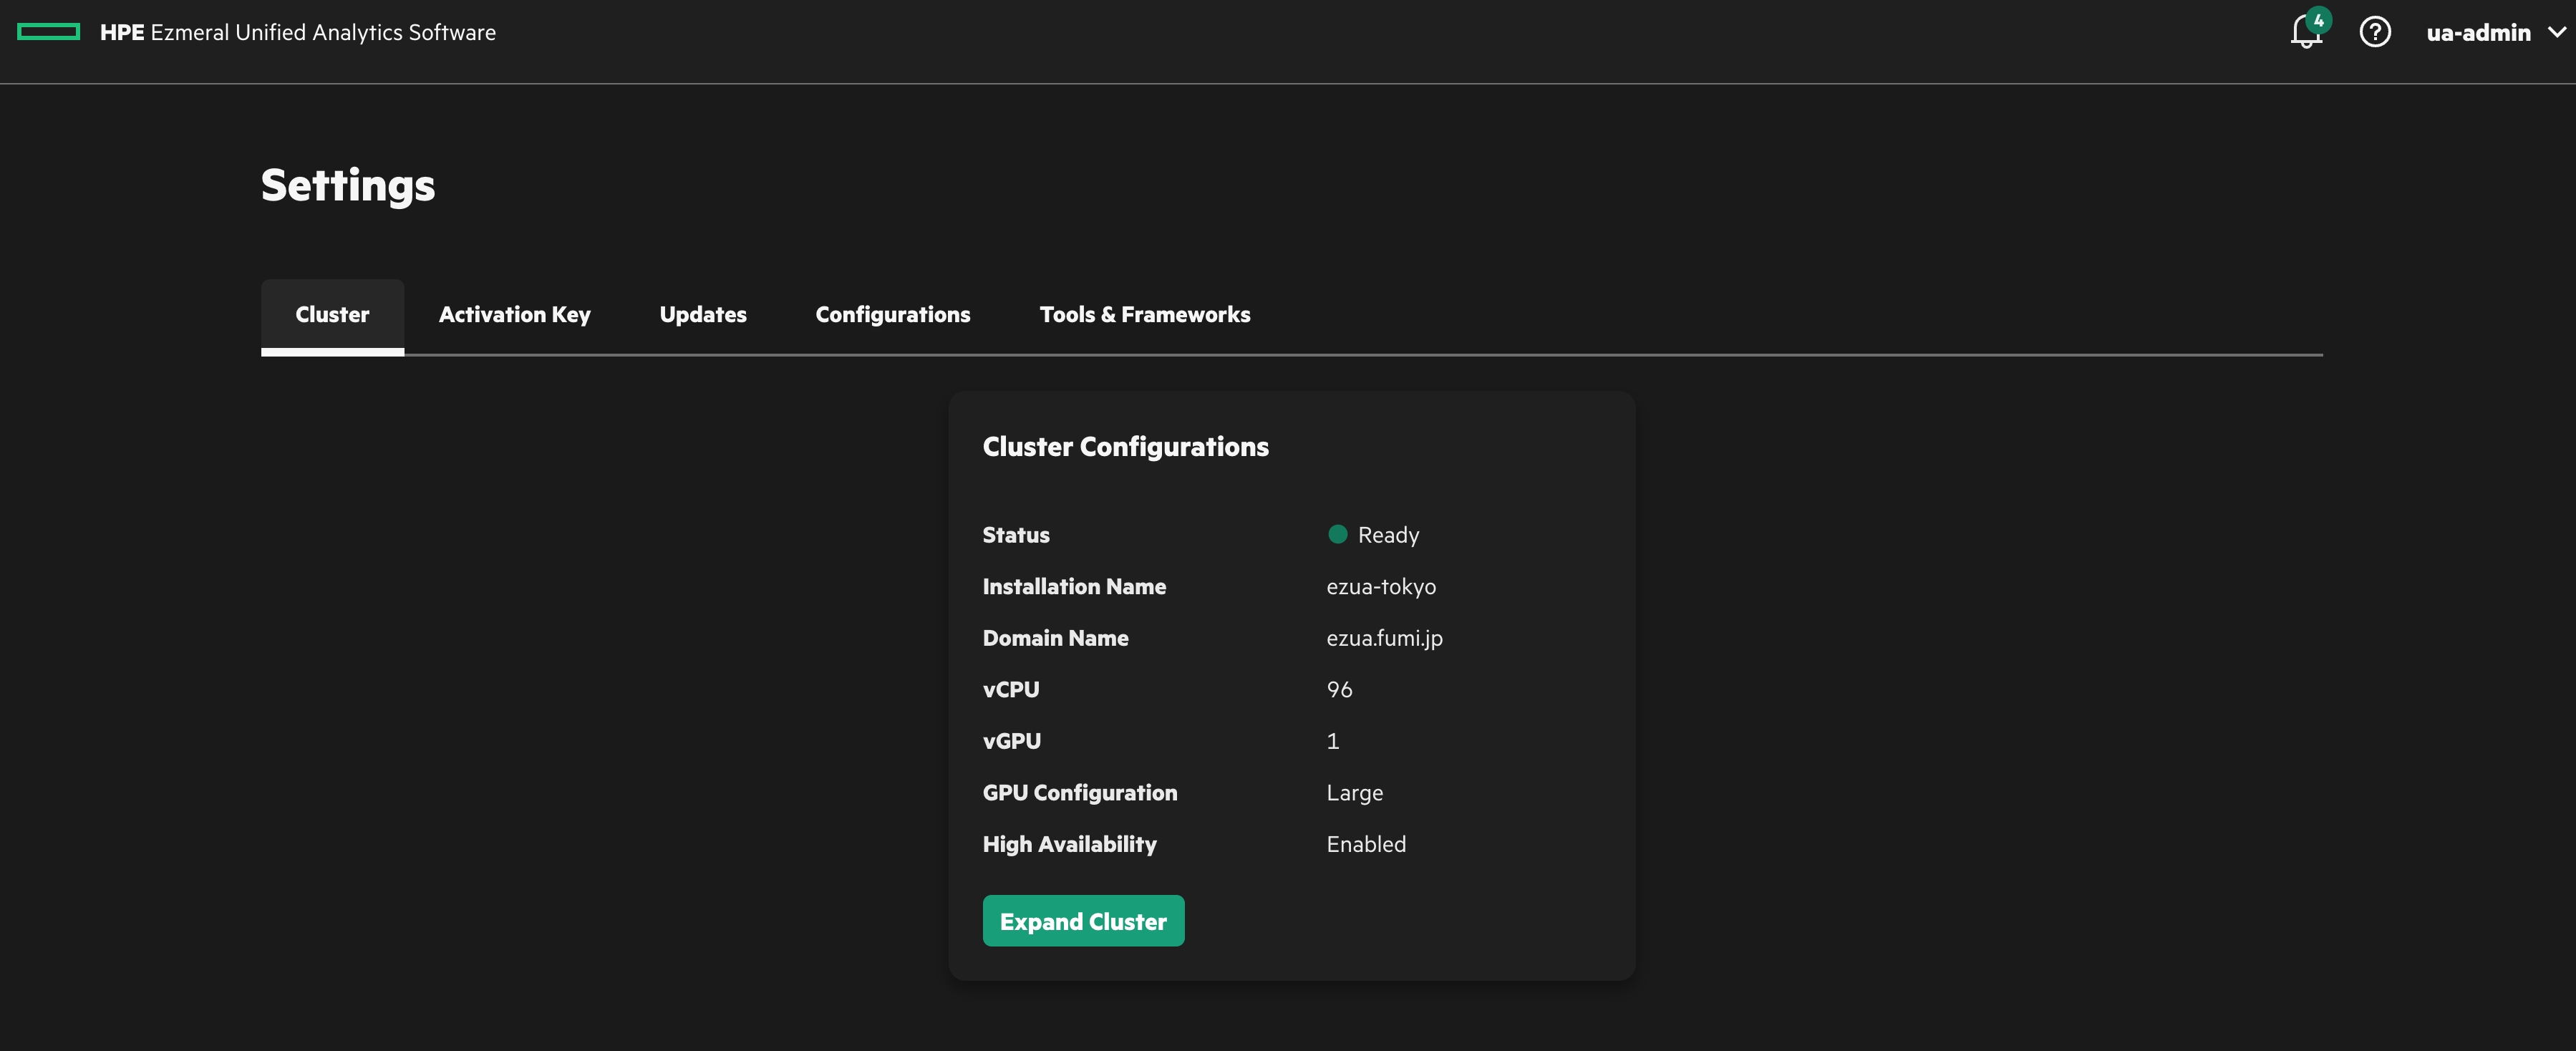 HPE Ezmeral Unified Analytics Software
4
?
ua-admin
Settings
Cluster
Activation Key
Updates
Configurations
Tools & Frameworks
Cluster Configurations
Status Ready
Installation Name ezua-tokyo
Domain Name ezua.fumi.jp
vCPU 96
vGPU 1
GPU Configuration Large
High Availability Enabled
Expand Cluster